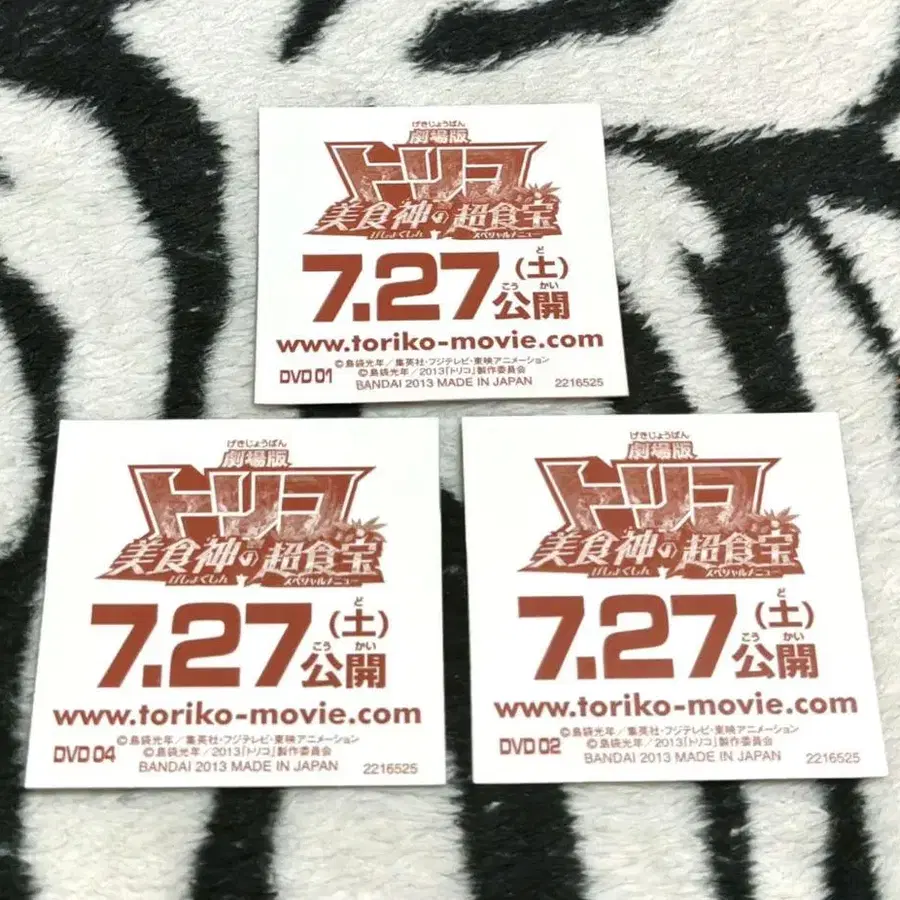 げきじょうばん
劇場版
トリコ
美食神の超食宝
びしょくしん スペシャルメニュー
7.27(土)公開
ど
こう かい
www.toriko-movie.com
©島袋光年/集英社・フジテレビ・東映アニメーション
DVD 01 ©島袋光年/2013「トリコ」製作委員会
BANDAI 2013 MADE IN JAPAN 2216525
げきじょうばん
劇場版
トリコ
美食神の超食宝
びしょくしん スペシャルメニュー
7.27(土)公開
ど
こう かい
www.toriko-movie.com
©島袋光年/集英社・フジテレビ・東映アニメーション
DVD 04 ©島袋光年/2013「トリコ」製作委員会
BANDAI 2013 MADE IN JAPAN 2216525
げきじょうばん
劇場版
トリコ
美食神の超食宝
びしょくしん スペシャルメニュー
7.27(土)公開
ど
こう かい
www.toriko-movie.com
©島袋光年/集英社・フジテレビ・東映アニメーション
DVD 02 ©島袋光年/2013「トリコ」製作委員会
BANDAI 2013 MADE IN JAPAN 2216525